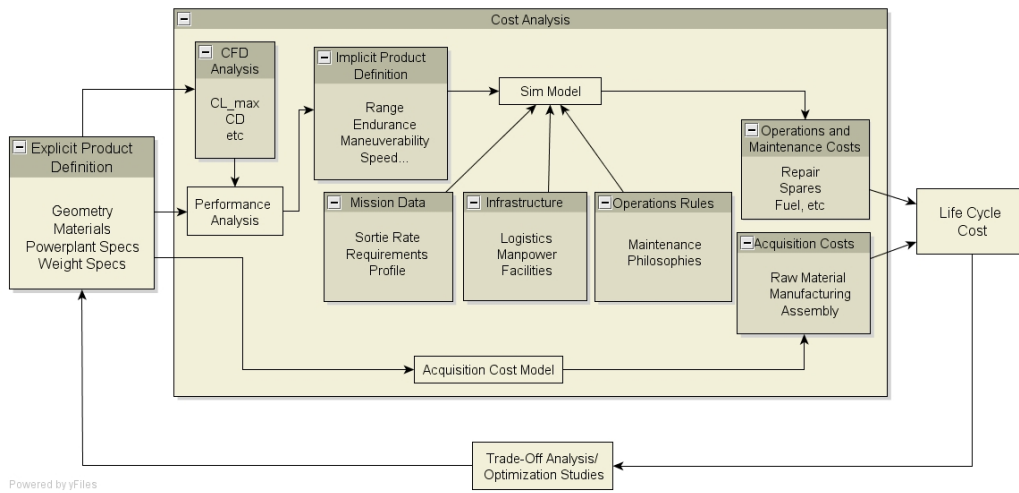 Cost Analysis
CFD
Analysis
CL_max
CD
etc
Implicit Product
Definition
Range
Endurance
Maneuverability
Speed...
Sim Model
Operations and
Maintenance Costs
Repair
Spares
Fuel, etc
Explicit Product
Definition
Geometry
Materials
Powerplant Specs
Weight Specs
Performance
Analysis
Mission Data
Sortie Rate
Requirements
Profile
Infrastructure
Logistics
Manpower
Facilities
Operations Rules
Maintenance
Philosophies
Acquisition Costs
Raw Material
Manufacturing
Assembly
Life Cycle
Cost
Acquisition Cost Model
Trade-Off Analysis/
Optimization Studies
Powered by yFiles